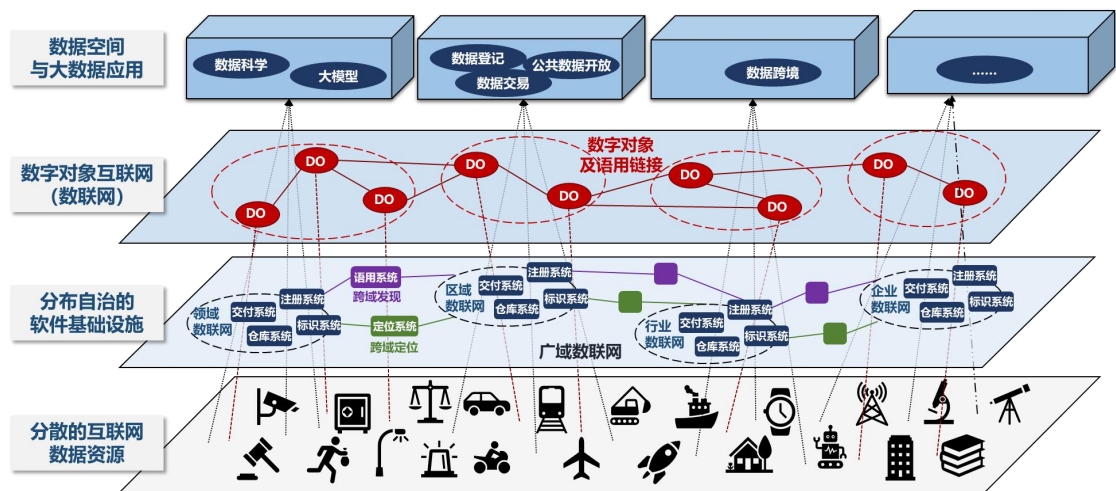 数据空间
与大数据应用
数据科学
大模型
数据登记
公共数据开放
数据交易
数据跨境
......
数字对象互联网
（数联网）
数字对象
及语用链接
DO
DO
DO
DO
DO
DO
DO
DO
DO
分布自治的
软件基础设施
领域
数联网
注册系统
交付系统
仓库系统
标识系统
语用系统
跨域发现
定位系统
跨域定位
区域
数联网
注册系统
交付系统
仓库系统
标识系统
广域数联网
行业
数联网
注册系统
交付系统
仓库系统
标识系统
企业
数联网
注册系统
交付系统
仓库系统
标识系统
分散的互联网
数据资源